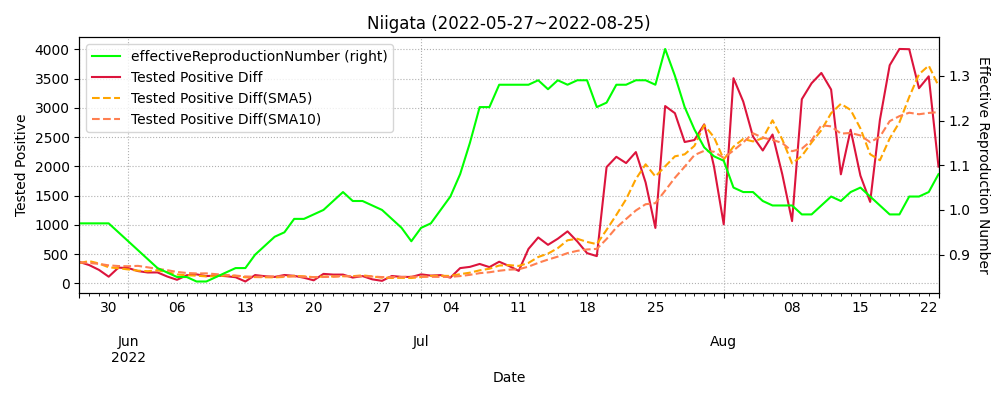 Niigata (2022-05-27~2022-08-25)
effectiveReproductionNumber (right)
Tested Positive Diff
Tested Positive Diff(SMA5)
Tested Positive Diff(SMA10)
Tested Positive
4000
3500
3000
2500
2000
1500
1000
500
0
1.3
1.2
1.1
1.0
0.9
Effective Reproduction Number
30 06 13 20 27 04 11 18 25 08 15 22
Jun Jul Aug
2022
Date